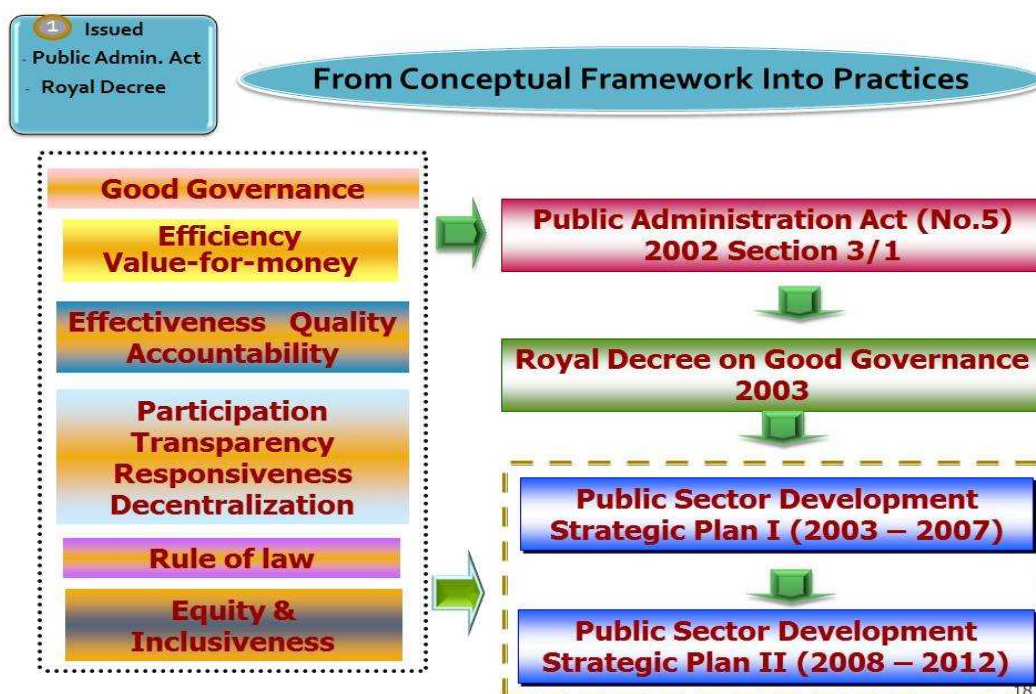 1 Issued
- Public Admin. Act
- Royal Decree
From Conceptual Framework Into Practices
Good Governance
Efficiency
Value-for-money
Effectiveness Quality
Accountability
Participation
Transparency
Responsiveness
Decentralization
Rule of law
Equity &
Inclusiveness
Public Administration Act (No.5)
2002 Section 3/1
Royal Decree on Good Governance
2003
Public Sector Development
Strategic Plan I (2003 – 2007)
Public Sector Development
Strategic Plan II (2008 – 2012)